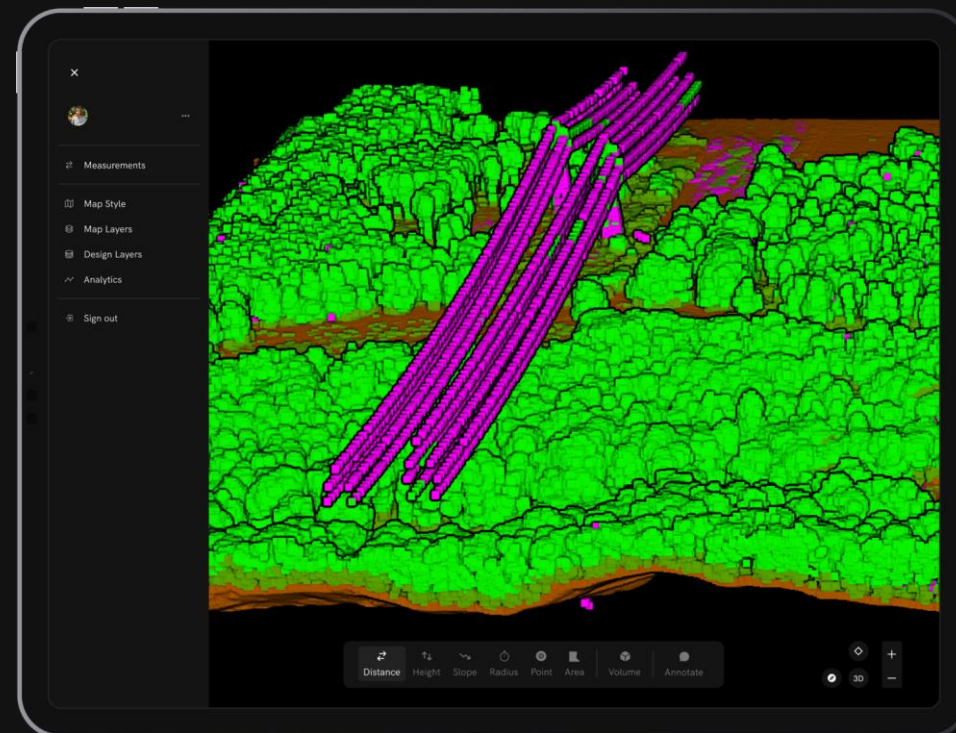 Measurements
Map Style
Map Layers
Design Layers
Analytics
Sign out
Distance Height Slope Radius Point Area Volume Annotate
3D